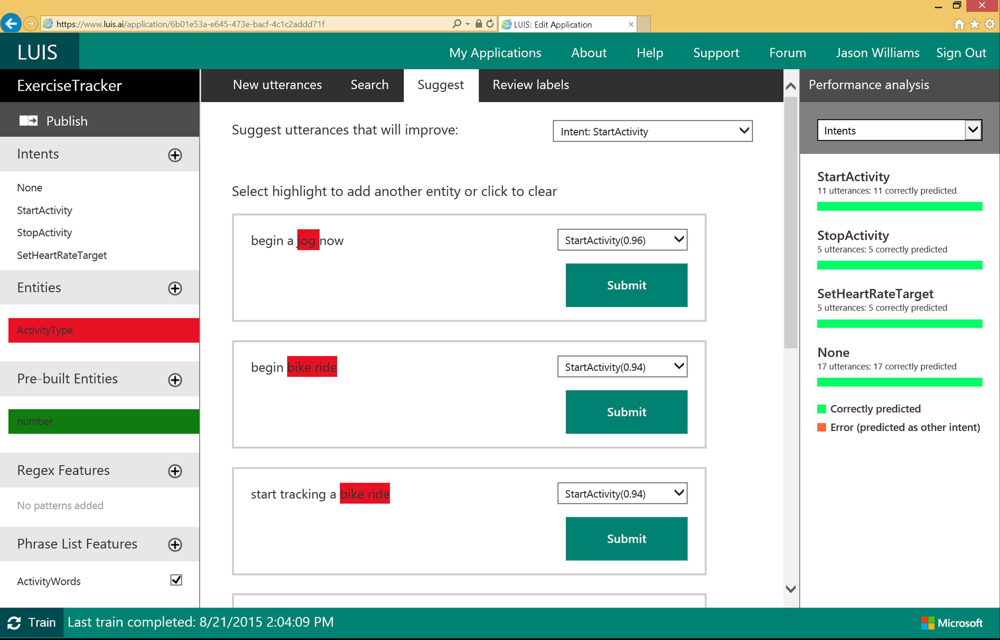 https://www.luis.ai/application/6b01e53a-e645-473e-bacf-4c1c2addd71f
LUIS: Edit Application
LUIS
My Applications
About
Help
Support
Forum
Jason Williams
Sign Out
ExerciseTracker
Publish
Intents
None
StartActivity
StopActivity
SetHeartRateTarget
Entities
ActivityType
Pre-built Entities
number
Regex Features
No patterns added
Phrase List Features
ActivityWords
New utterances
Search
Suggest
Review labels
Suggest utterances that will improve:
Intent: StartActivity
Select highlight to add another entity or click to clear
begin a jog now
StartActivity(0.96)
Submit
begin bike ride
StartActivity(0.94)
Submit
start tracking a bike ride
StartActivity(0.94)
Submit
Performance analysis
Intents
StartActivity
11 utterances: 11 correctly predicted
StopActivity
5 utterances: 5 correctly predicted
SetHeartRateTarget
5 utterances: 5 correctly predicted
None
17 utterances: 17 correctly predicted
Correctly predicted
Error (predicted as other intent)
Train
Last train completed: 8/21/2015 2:04:09 PM
Microsoft